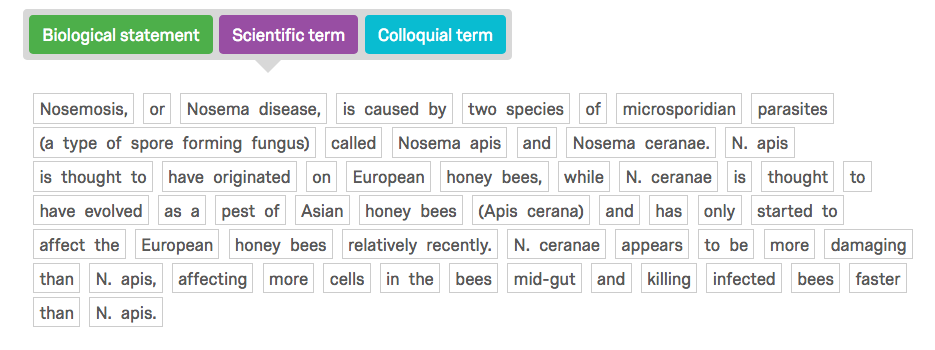 Biological statement Scientific term Colloquial term
Nosemosis, or Nosema disease, is caused by two species of microsporidian parasites
(a type of spore forming fungus) called Nosema apis and Nosema ceranae. N. apis
is thought to have originated on European honey bees, while N. ceranae is thought to
have evolved as a pest of Asian honey bees (Apis cerana) and has only started to
affect the European honey bees relatively recently. N. ceranae appears to be more damaging
than N. apis, affecting more cells in the bees mid-gut and killing infected bees faster
than N. apis.